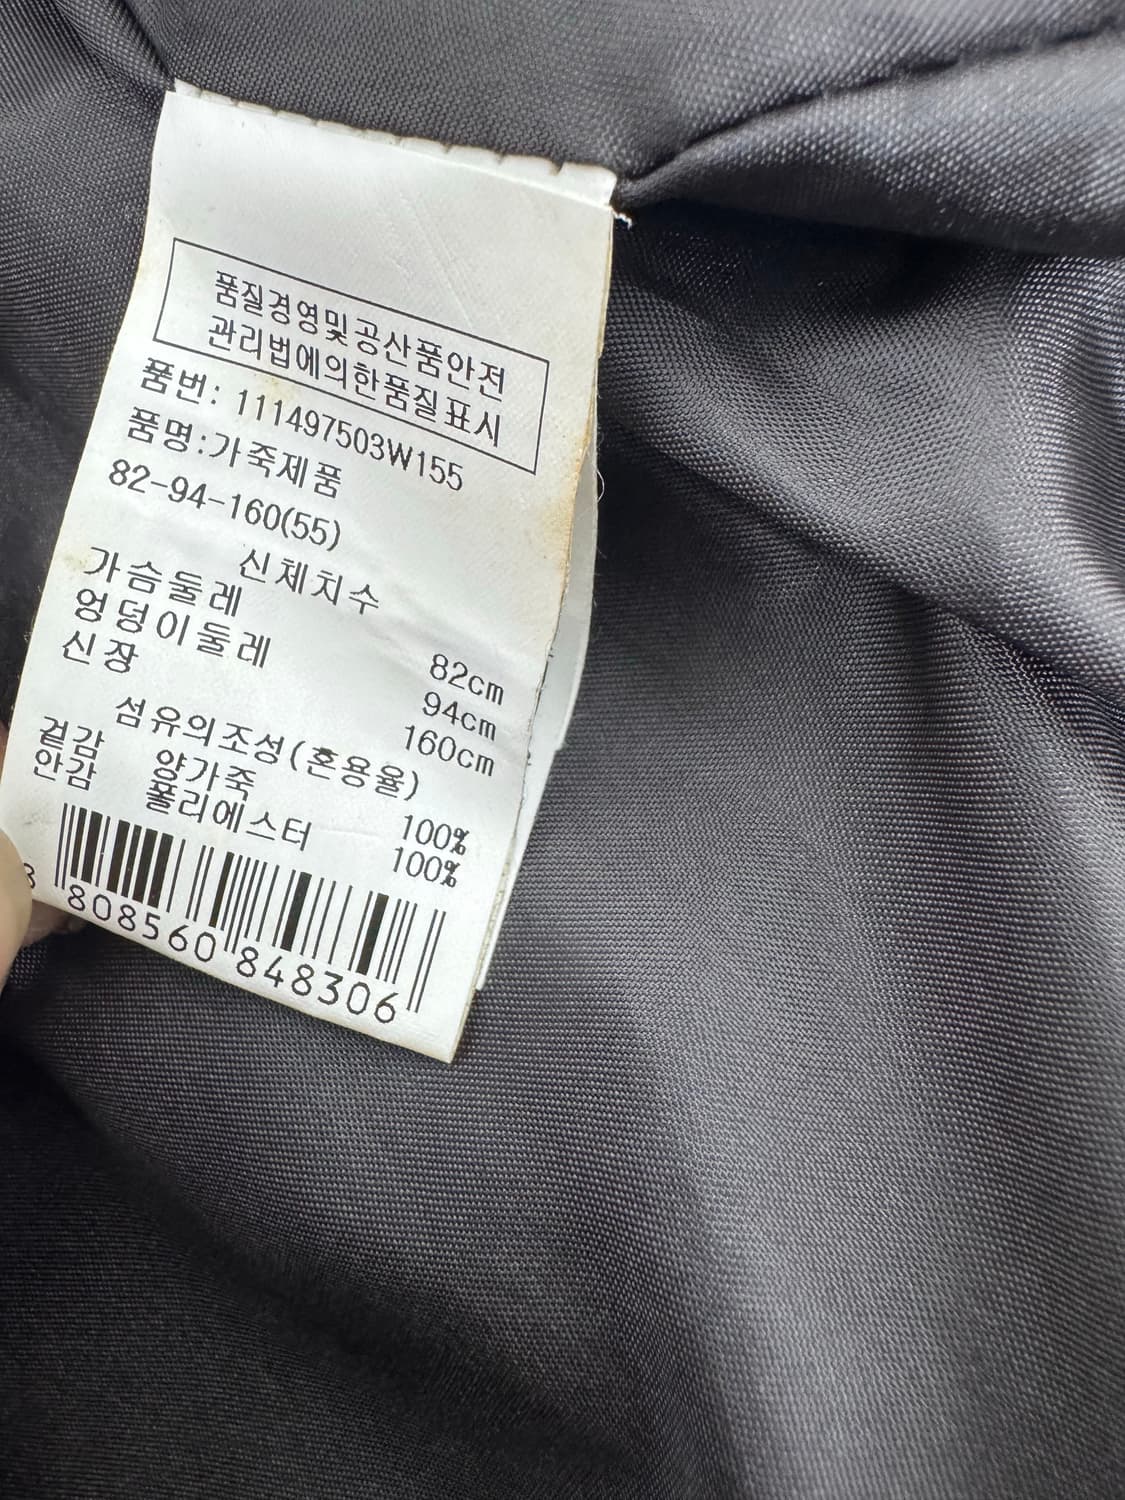 품질경영및공산품안전
관리법에의한품질표시
품번: 111497503W155
품명:가죽제품
82-94-160(55)
신체치수
가슴둘레 82cm
엉덩이둘레 94cm
신장 160cm
섬유의조성(혼용율)
겉감 양가죽 100%
안감 폴리에스터 100%
8 808560 848306